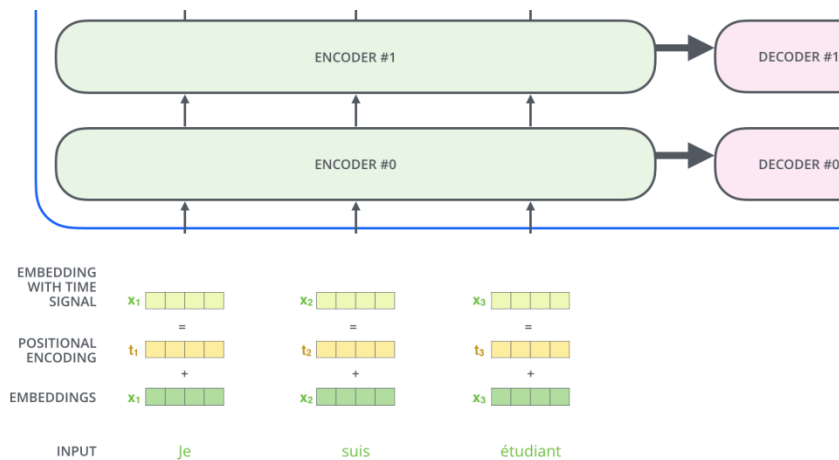 ENCODER #1
DECODER #1
ENCODER #0
DECODER #0
EMBEDDING
WITH TIME
SIGNAL
x₁ x₂ x₃
= = =
POSITIONAL
ENCODING
t₁ t₂ t₃
+ + +
EMBEDDINGS x₁ x₂ x₃
INPUT Je suis étudiant